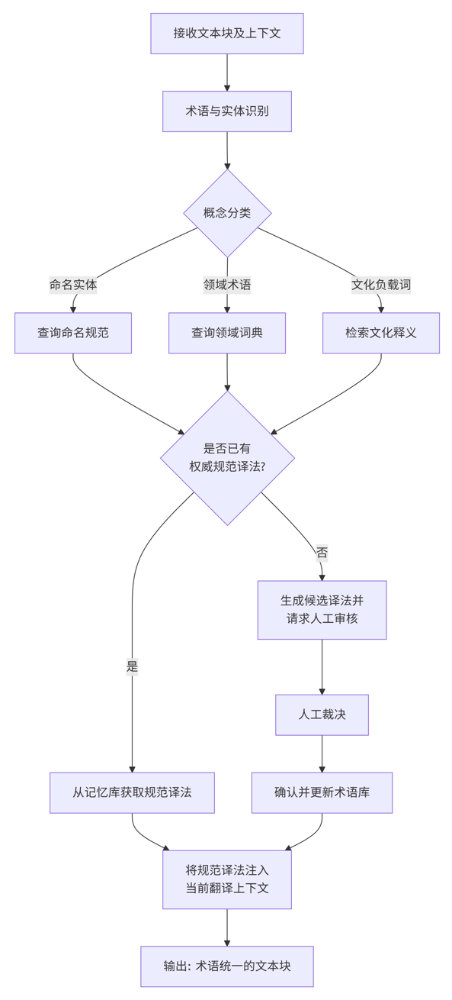 接收文本块及上下文
术语与实体识别
概念分类
命名实体
领域术语
文化负载词
查询命名规范
查询领域词典
检索文化释义
是否已有
权威规范译法?
否
生成候选译法并
请求人工审核
是
人工裁决
从记忆库获取规范译法
确认并更新术语库
将规范译法注入
当前翻译上下文
输出: 术语统一的文本块